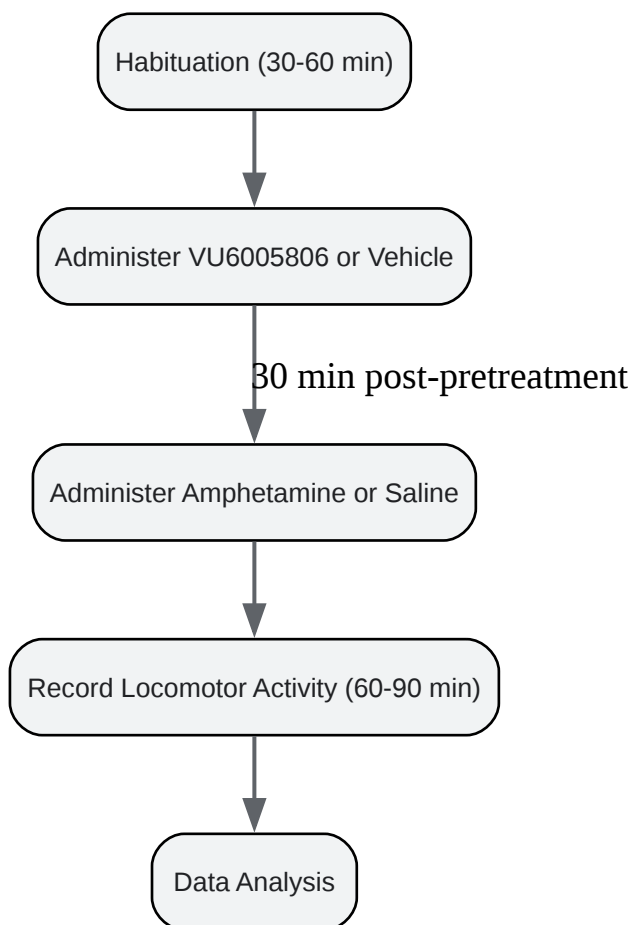 Habituation (30-60 min)
Administer VU6005806 or Vehicle
30 min post-pretreatment
Administer Amphetamine or Saline
Record Locomotor Activity (60-90 min)
Data Analysis